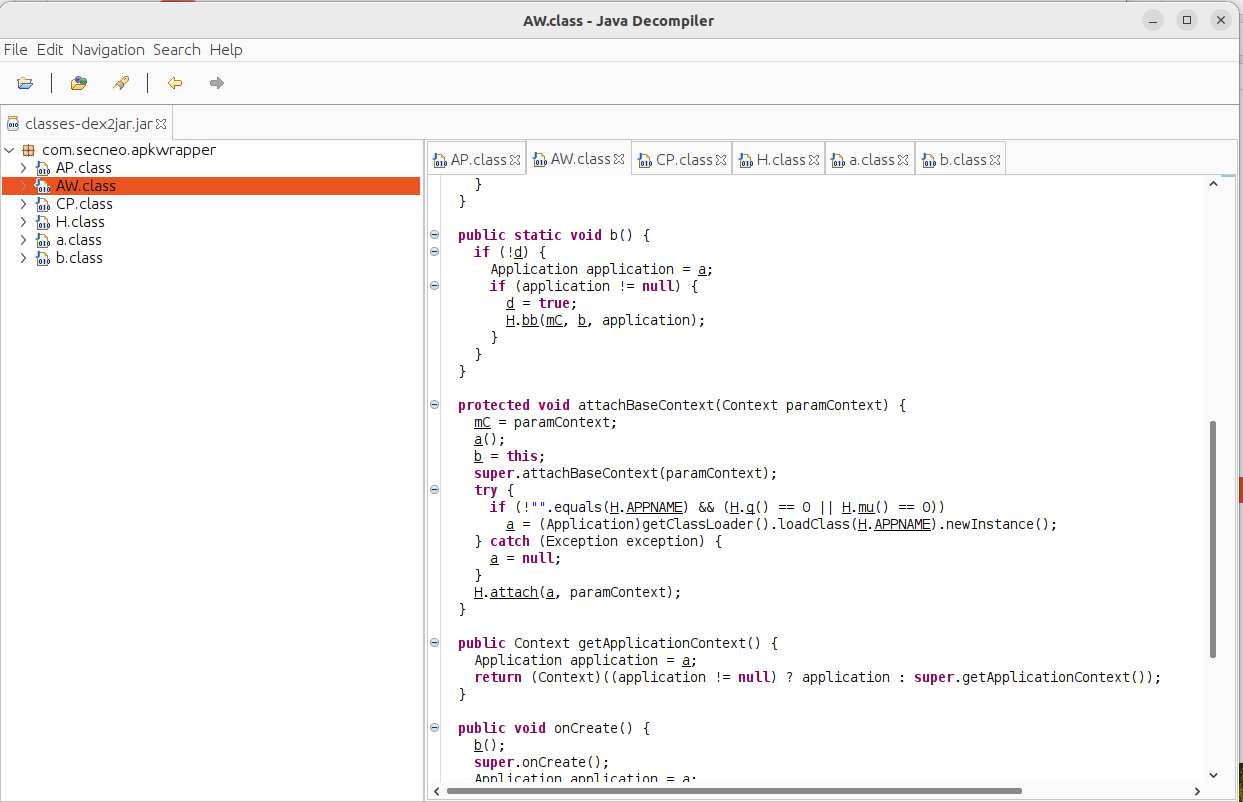 AW.class - Java Decompiler
File Edit Navigation Search Help
classes-dex2jar.jar
com.secneo.apkwrapper
AP.class
AW.class
CP.class
H.class
a.class
b.class
AP.class AW.class CP.class H.class a.class b.class
}
}
public static void b() {
if (!d) {
Application application = a;
if (application != null) {
d = true;
H.bb(mC, b, application);
}
}
}
protected void attachBaseContext(Context paramContext) {
mC = paramContext;
a();
b = this;
super.attachBaseContext(paramContext);
try {
if (!"".equals(H.APPNAME) && (H.q() == 0 || H.mu() == 0))
a = (Application)getClassLoader().loadClass(H.APPNAME).newInstance();
} catch (Exception exception) {
a = null;
}
H.attach(a, paramContext);
}
public Context getApplicationContext() {
Application application = a;
return (Context)((application != null) ? application : super.getApplicationContext());
}
public void onCreate() {
b();
super.onCreate();
Application application = a;